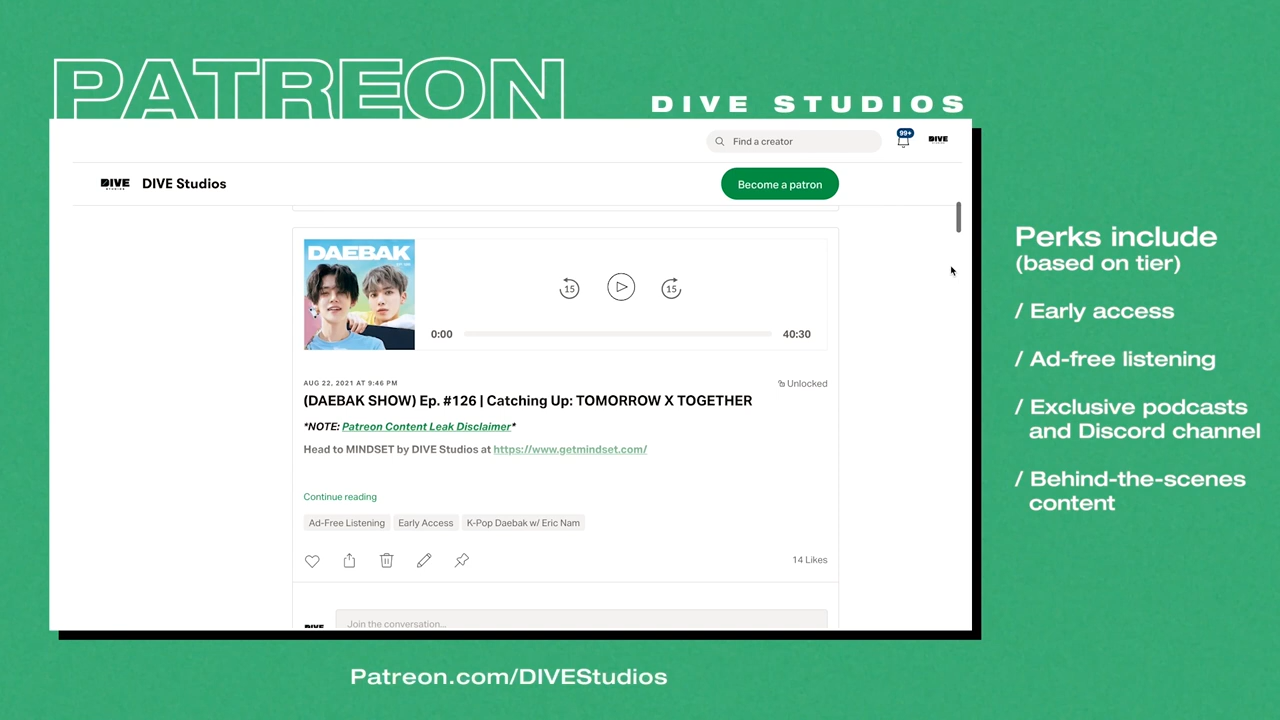 PATREON
DIVE STUDIOS
Find a creator
99+
DIVE
DIVE
STUDIOS
DIVE Studios
Become a patron
DAEBAK
15
15
0:00
40:30
AUG 22, 2021 AT 9:46 PM
Unlocked
(DAEBAK SHOW) Ep. #126 | Catching Up: TOMORROW X TOGETHER
*NOTE: Patreon Content Leak Disclaimer*
Head to MINDSET by DIVE Studios at https://www.getmindset.com/
Continue reading
Ad-Free Listening
Early Access
K-Pop Daebak w/ Eric Nam
14 Likes
DIVE
Join the conversation...
Perks include
(based on tier)
/ Early access
/ Ad-free listening
/ Exclusive podcasts
and Discord channel
/ Behind-the-scenes
content
Patreon.com/DIVEStudios